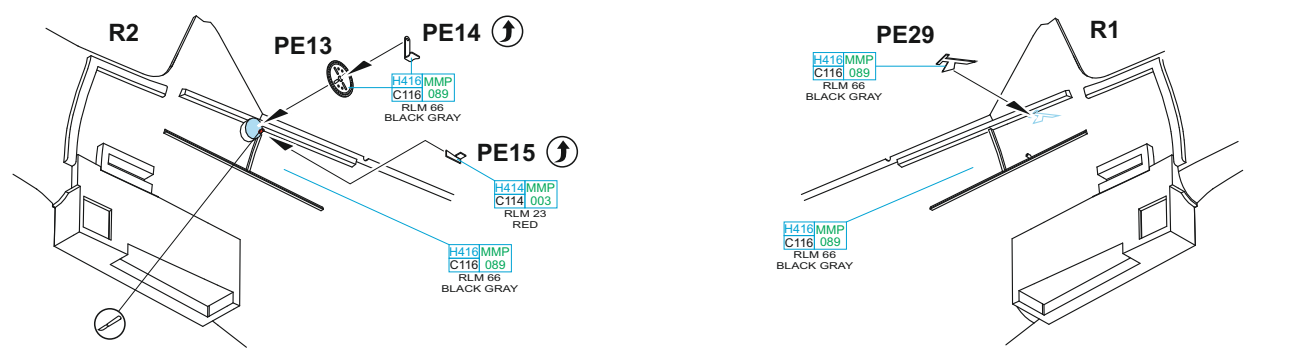 R2
PE13
PE14
H416 MMP
C116 089
RLM 66
BLACK GRAY
PE15
H414 MMP
C114 003
RLM 23
RED
H416 MMP
C116 089
RLM 66
BLACK GRAY
PE29
R1
H416 MMP
C116 089
RLM 66
BLACK GRAY
H416 MMP
C116 089
RLM 66
BLACK GRAY